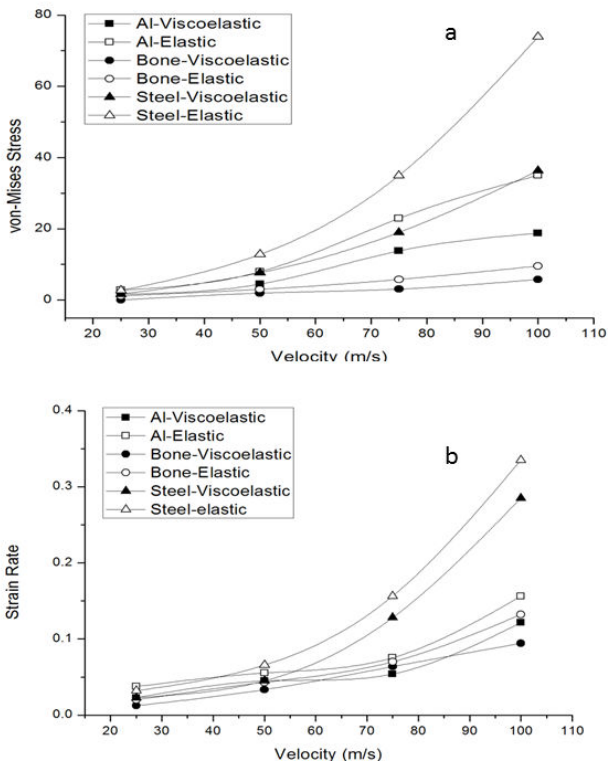 a
Al-Viscoelastic
Al-Elastic
Bone-Viscoelastic
Bone-Elastic
Steel-Viscoelastic
Steel-Elastic
von-Mises Stress
80
60
40
20
0
20 30 40 50 60 70 80 90 100 110
Velocity (m/s)
b
Al-Viscoelastic
Al-Elastic
Bone-Viscoelastic
Bone-Elastic
Steel-Viscoelastic
Steel-elastic
Strain Rate
0.4
0.3
0.2
0.1
0.0
20 30 40 50 60 70 80 90 100 110
Velocity (m/s)